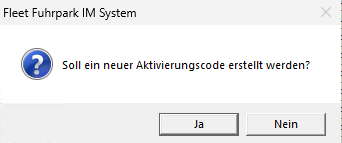 Fleet Fuhrpark IM System
Soll ein neuer Aktivierungscode erstellt werden?
Ja
Nein